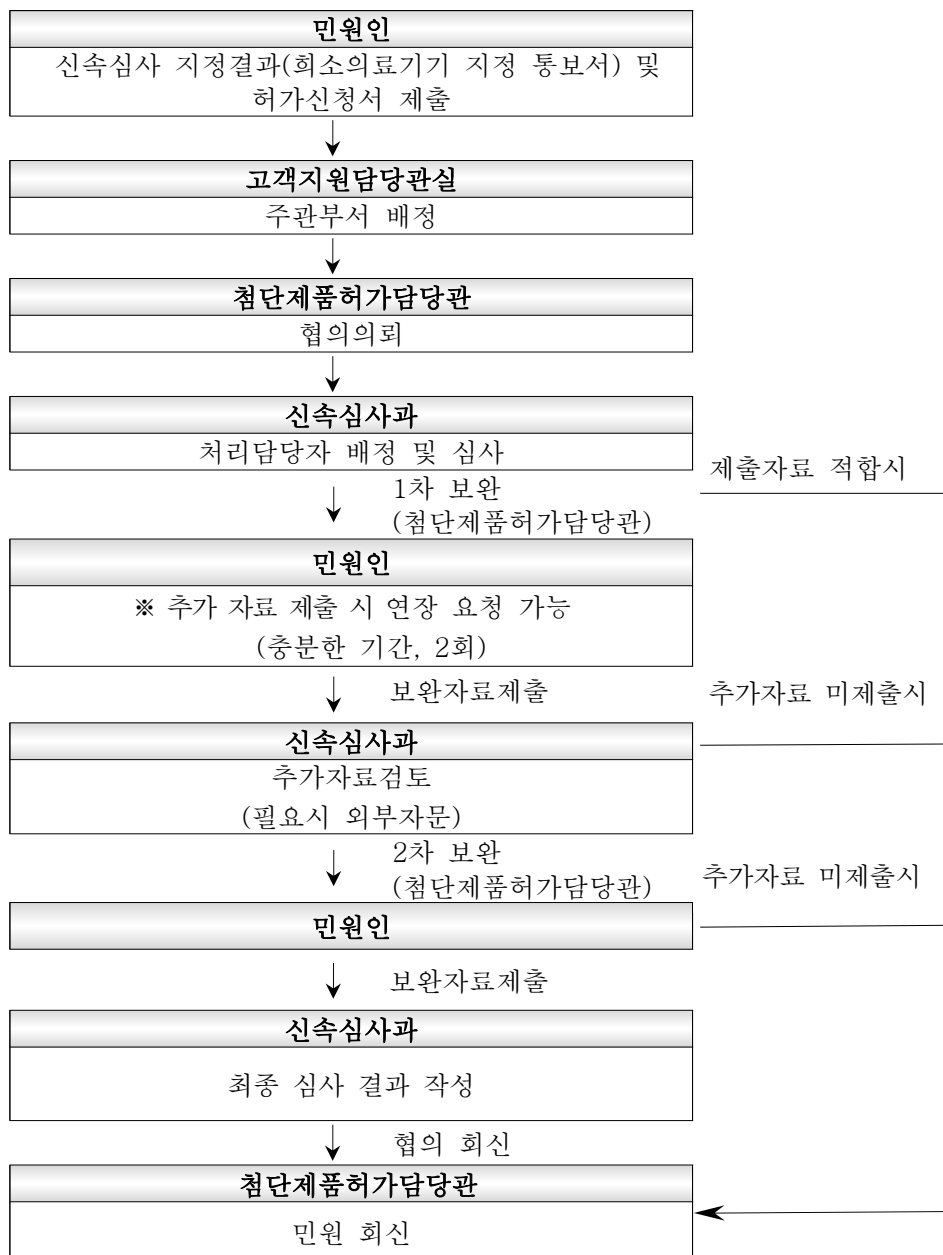 민원인
신속심사 지정결과(희소의료기기 지정 통보서) 및
허가신청서 제출
고객지원담당관실
주관부서 배정
첨단제품허가담당관
협의의뢰
신속심사과
처리담당자 배정 및 심사
제출자료 적합시
1차 보완
(첨단제품허가담당관)
민원인
※ 추가 자료 제출 시 연장 요청 가능
(충분한 기간, 2회)
보완자료제출
추가자료 미제출시
신속심사과
추가자료검토
(필요시 외부자문)
2차 보완
(첨단제품허가담당관)
추가자료 미제출시
민원인
보완자료제출
신속심사과
최종 심사 결과 작성
협의 회신
첨단제품허가담당관
민원 회신